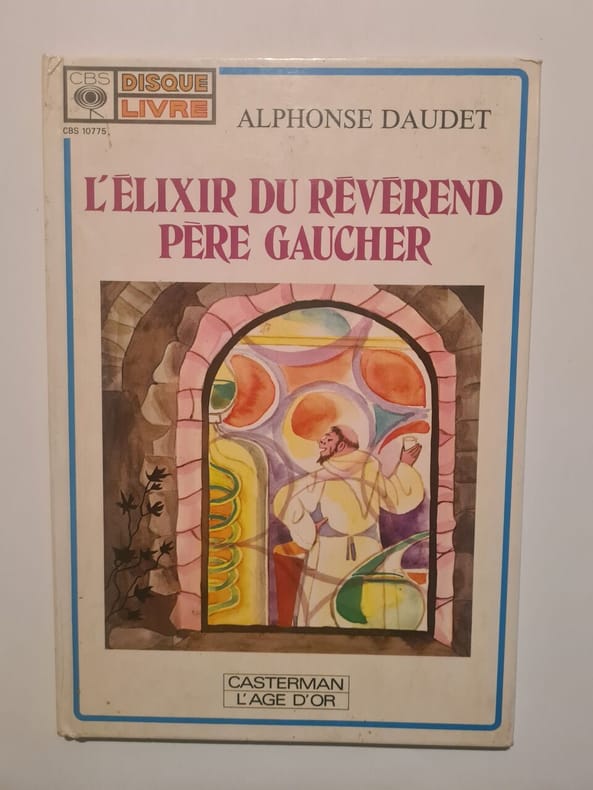 CBS
DISQUE
LIVRE
CBS 10775
ALPHONSE DAUDET
L'ÉLIXIR DU RÉVÉREND
PÈRE GAUCHER
CASTERMAN
L'AGE D'OR